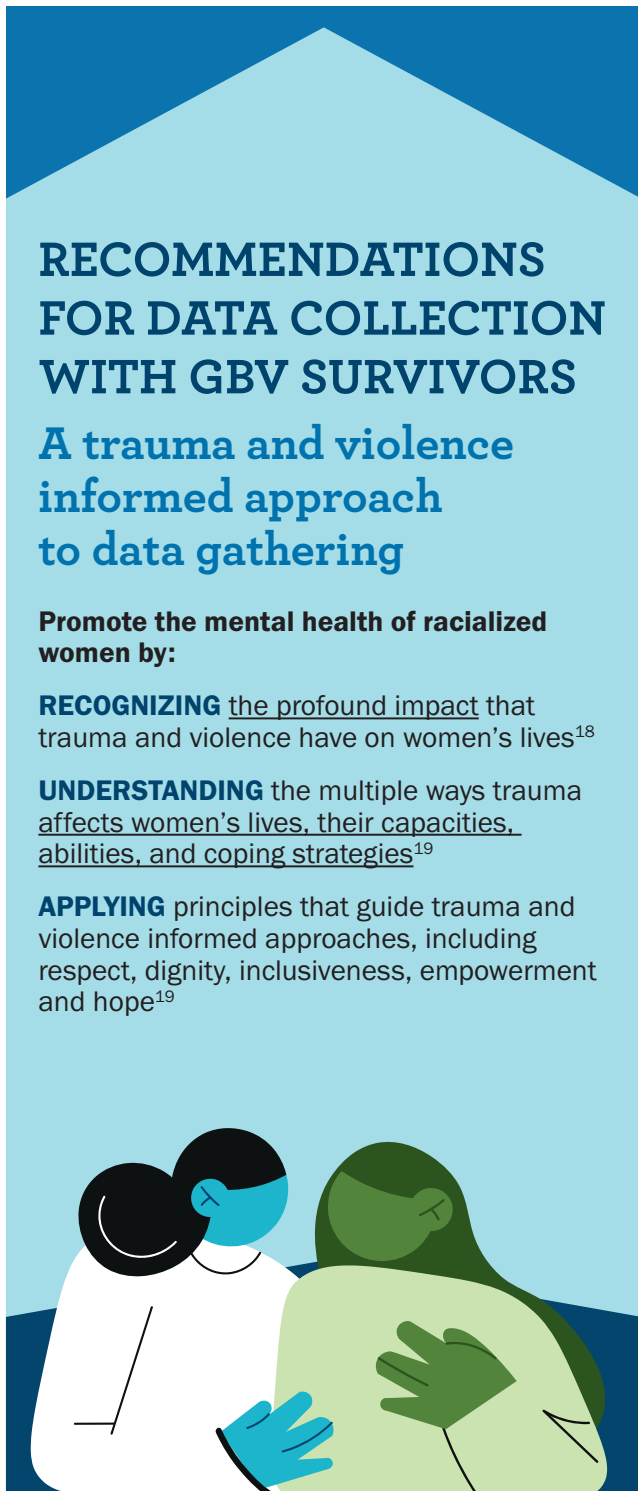 RECOMMENDATIONS
FOR DATA COLLECTION
WITH GBV SURVIVORS
A trauma and violence
informed approach
to data gathering
Promote the mental health of racialized
women by:
RECOGNIZING the profound impact that
trauma and violence have on women’s lives18
UNDERSTANDING the multiple ways trauma
affects women’s lives, their capacities,
abilities, and coping strategies19
APPLYING principles that guide trauma and
violence informed approaches, including
respect, dignity, inclusiveness, empowerment
and hope19